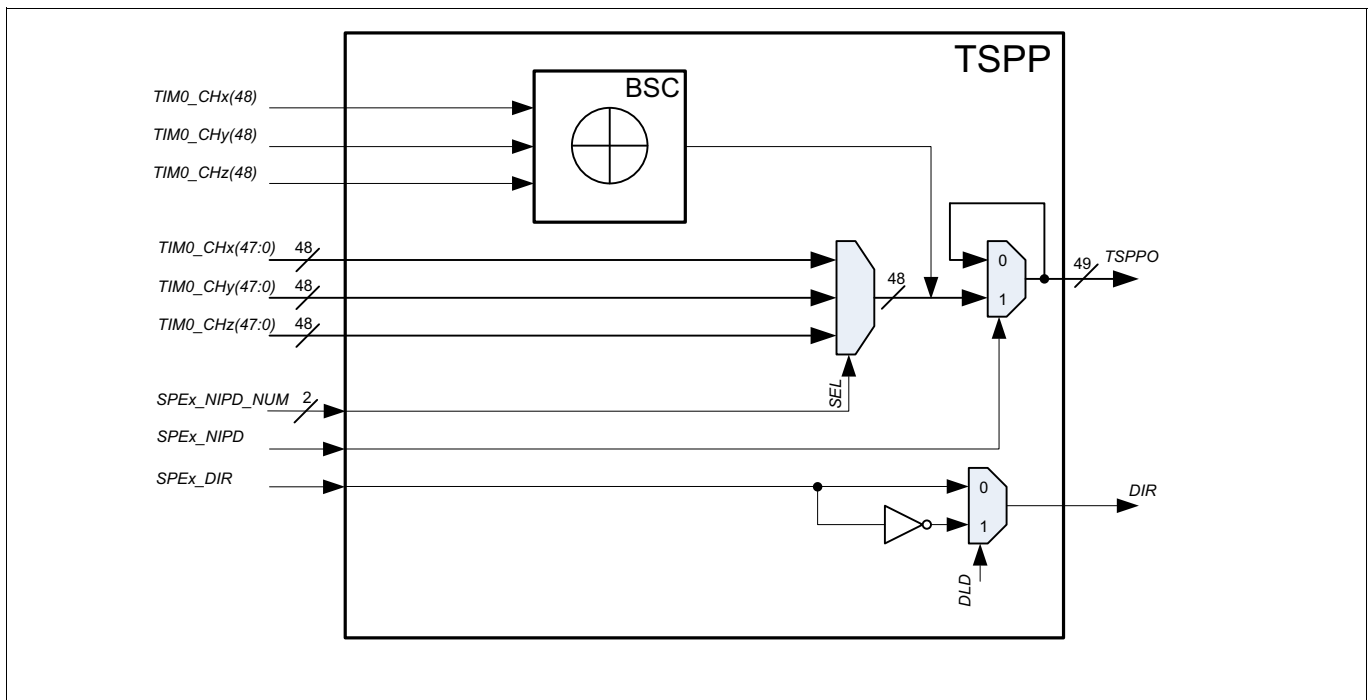 TSPP
BSC
TIM0_CHx(48)
TIM0_CHy(48)
TIM0_CHz(48)
TIM0_CHx(47:0) 48
TIM0_CHy(47:0) 48
TIM0_CHz(47:0) 48
48
0
1
49 TSPPO
SPEx_NIPD_NUM 2
SEL
SPEx_NIPD
SPEx_DIR
0
1
DIR
DLD